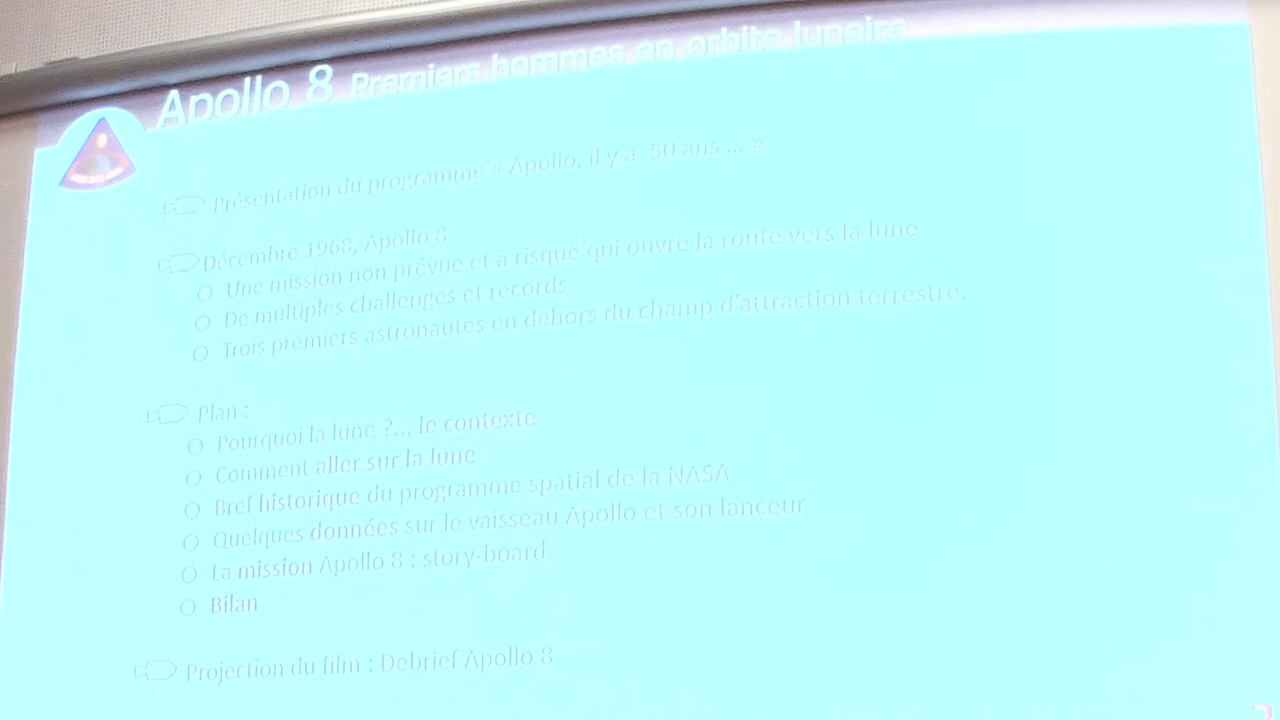 Apollo 8 Premiers hommes en orbite lunaire
Présentation du programme « Apollo, il y a 50 ans ... »
Décembre 1968, Apollo 8
Une mission non prévue et à risque qui ouvre la route vers la lune
De multiples challenges et records
Trois premiers astronautes en dehors du champ d'attraction terrestre.
Plan :
Pourquoi la lune ?... le contexte
Comment aller sur la lune
Bref historique du programme spatial de la NASA
Quelques données sur le vaisseau Apollo et son lanceur
La mission Apollo 8 : story-board
Bilan
Projection du film : Debrief Apollo 8